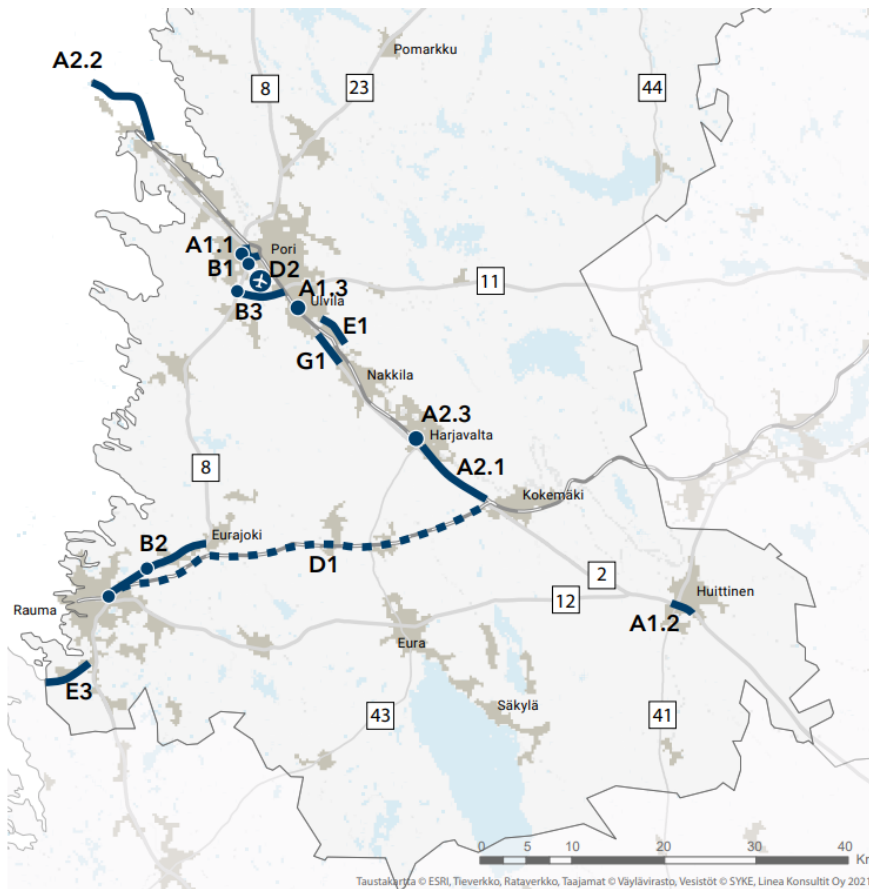 Pomarkku
A2.2
8
23
44
A1.1
Pori
B1
D2
11
A1.3
B3
Ulvila
E1
G1
Nakkila
A2.3
Harjavalta
8
A2.1
Kokemäki
Eurajoki
B2
D1
2
Huittinen
12
Rauma
A1.2
Eura
E3
Säkylä
43
41
0 5 10 20 30 40
Km
Taustakartta © ESRI, Tieverkko, Rataverkko, Taajamat © Väylävirasto, Vesistöt © SYKE, Linea Konsultit Oy 2021